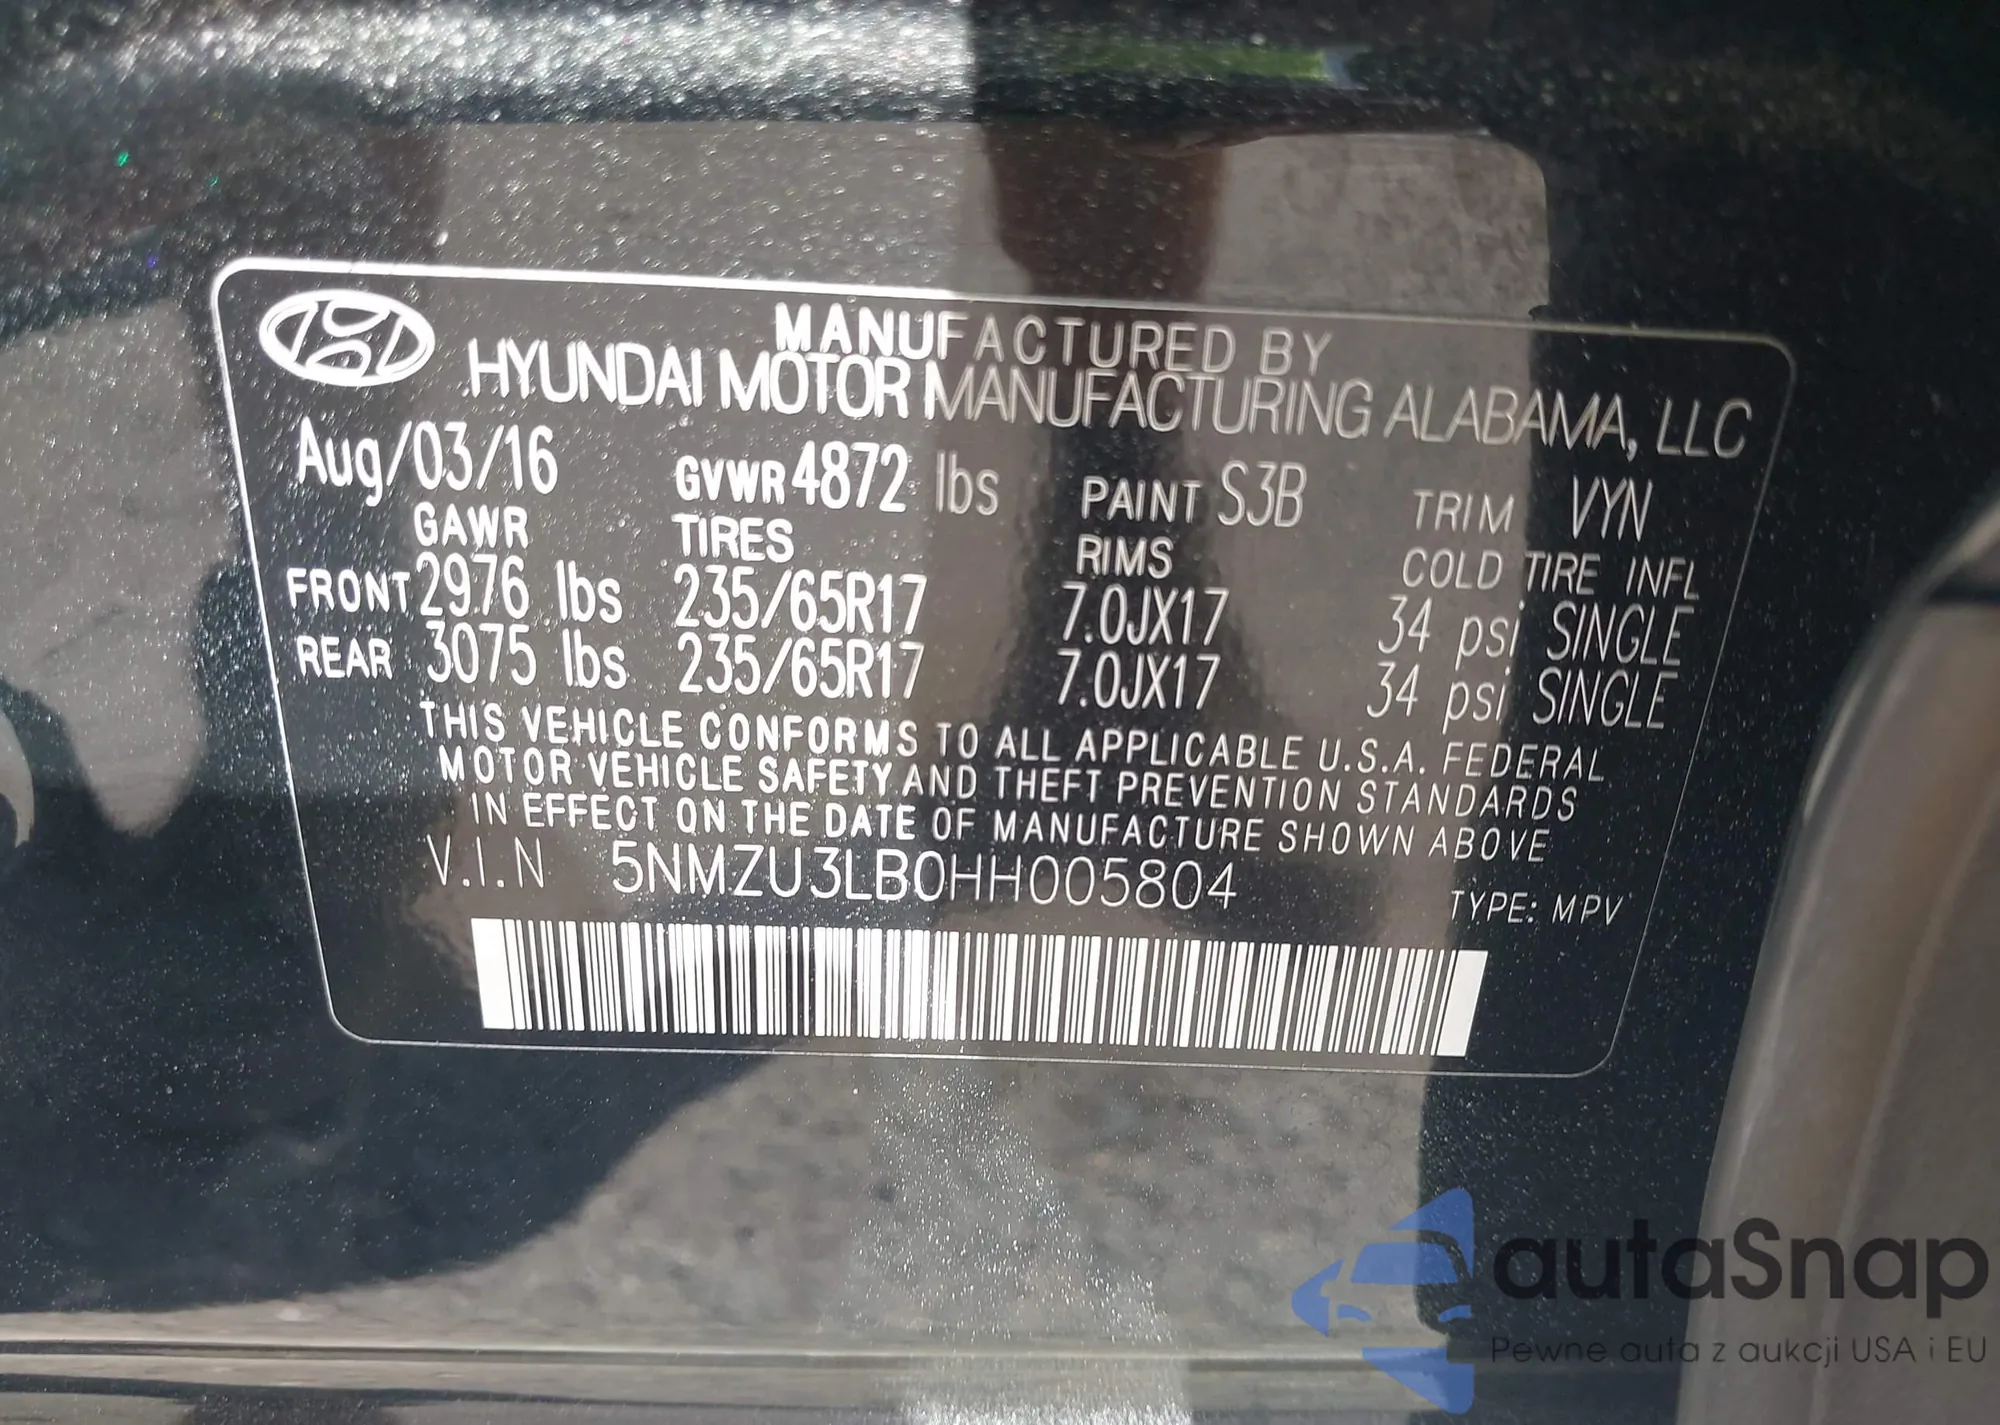 MANUFACTURED BY
HYUNDAI MOTOR MANUFACTURING ALABAMA, LLC
Aug/03/16 GVWR 4872 lbs PAINT S3B TRIM VYN
GAWR TIRES RIMS COLD TIRE INFL
FRONT 2976 lbs 235/65R17 7.0JX17 34 psi SINGLE
REAR 3075 lbs 235/65R17 7.0JX17 34 psi SINGLE
THIS VEHICLE CONFORMS TO ALL APPLICABLE U.S.A. FEDERAL
MOTOR VEHICLE SAFETY AND THEFT PREVENTION STANDARDS
IN EFFECT ON THE DATE OF MANUFACTURE SHOWN ABOVE
V.I.N 5NMZU3LB0HH005804
TYPE: MPV
autaSnap
Pewne auta z aukcji USA i EU